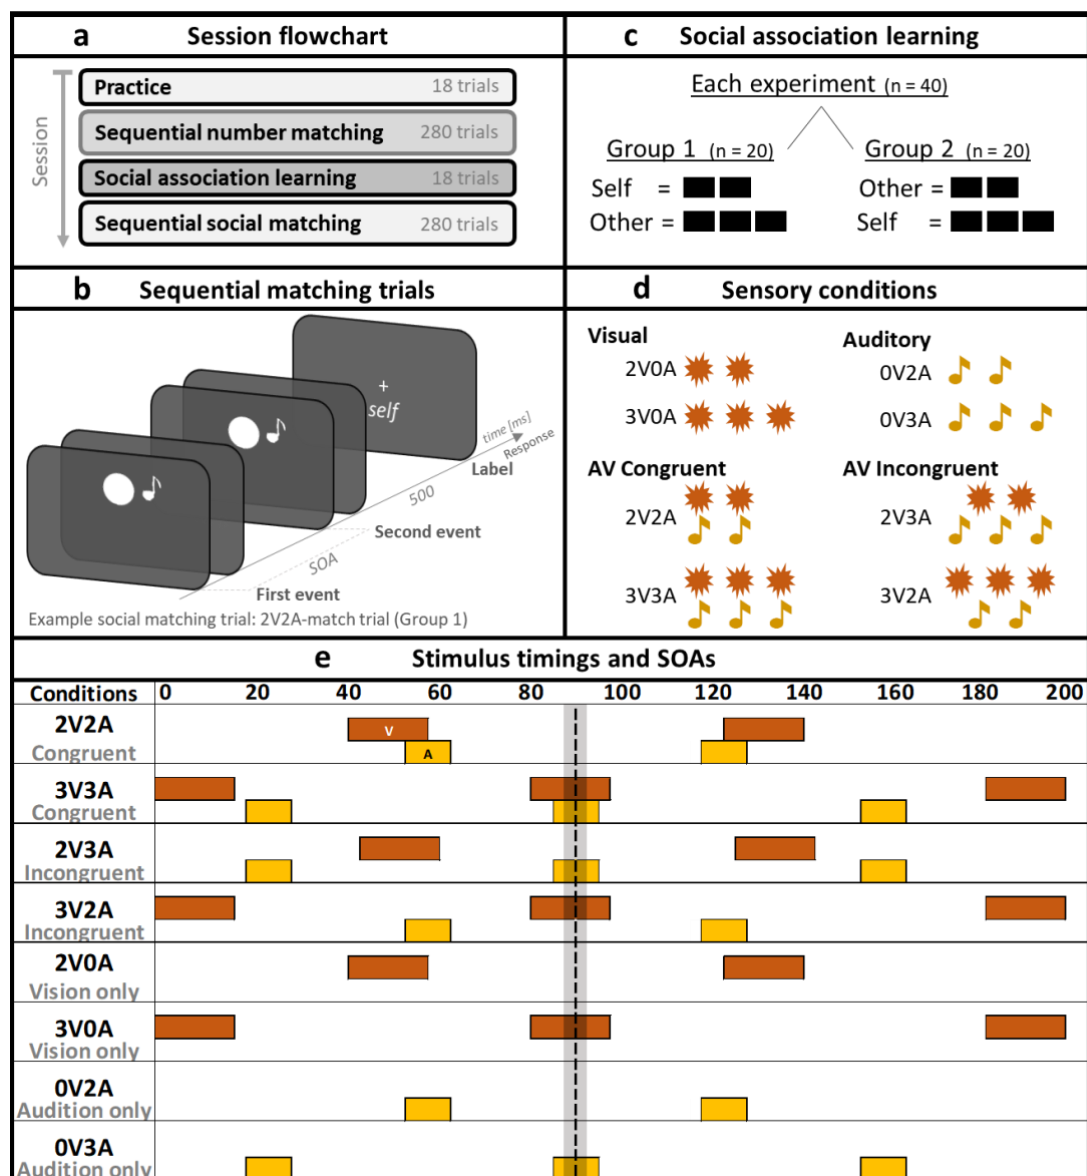 a Session flowchart
Session
Practice 18 trials
Sequential number matching 280 trials
Social association learning 18 trials
Sequential social matching 280 trials
c Social association learning
Each experiment (n = 40)
Group 1 (n = 20)
Self =
Other =
Group 2 (n = 20)
Other =
Self =
b Sequential matching trials
+
self
time [ms]
Response
Label
500
Second event
SOA
First event
Example social matching trial: 2V2A-match trial (Group 1)
d Sensory conditions
Visual
2V0A
3V0A
Auditory
0V2A
0V3A
AV Congruent
2V2A
3V3A
AV Incongruent
2V3A
3V2A
e Stimulus timings and SOAs
Conditions 0 20 40 60 80 100 120 140 160 180 200
2V2A
Congruent
V
A
3V3A
Congruent
2V3A
Incongruent
3V2A
Incongruent
2V0A
Vision only
3V0A
Vision only
0V2A
Audition only
0V3A
Audition only